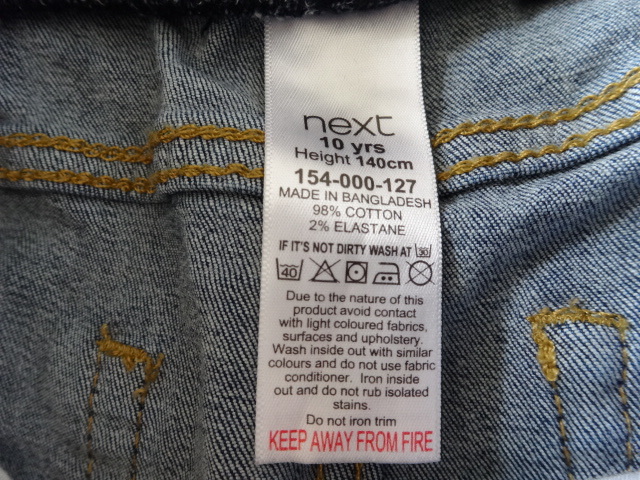 next
10 yrs
Height 140cm
154-000-127
MADE IN BANGLADESH
98% COTTON
2% ELASTANE
IF IT'S NOT DIRTY WASH AT 30
40
Due to the nature of this
product avoid contact
with light coloured fabrics,
surfaces and upholstery.
Wash inside out with similar
colours and do not use fabric
conditioner. Iron inside
out and do not rub isolated
stains.
Do not iron trim
KEEP AWAY FROM FIRE